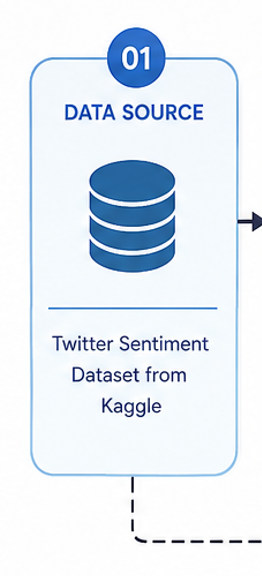 01
DATA SOURCE
Twitter Sentiment
Dataset from
Kaggle